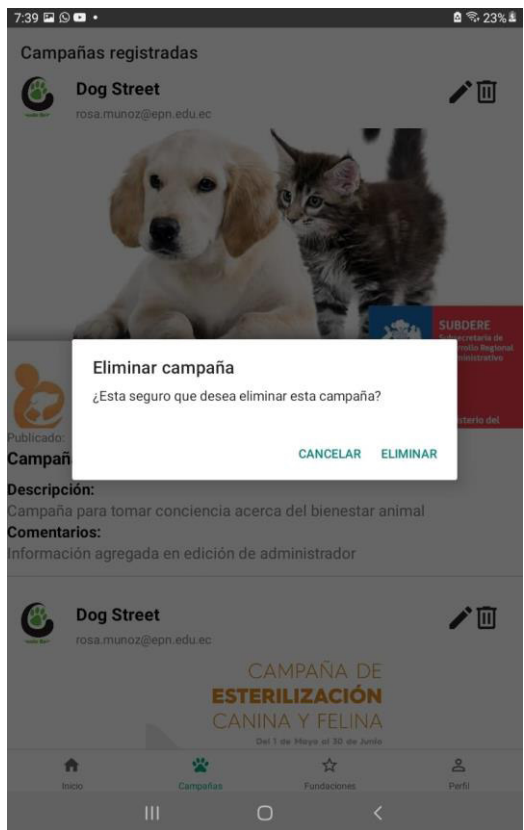 7:39
23%
Campañas registradas
Dog Street
rosa.munoz@epn.edu.ec
SUBDERE
Eliminar campaña
¿Esta seguro que desea eliminar esta campaña?
CANCELAR ELIMINAR
Publicado:
Campañ
Descripción:
Campaña para tomar conciencia acerca del bienestar animal
Comentarios:
Información agregada en edición de administrador
Dog Street
rosa.munoz@epn.edu.ec
CAMPAÑA DE
ESTERILIZACIÓN
CANINA Y FELINA
Del 1 de Mayo al 30 de Junio
Inicio Campañas Fundaciones Perfil